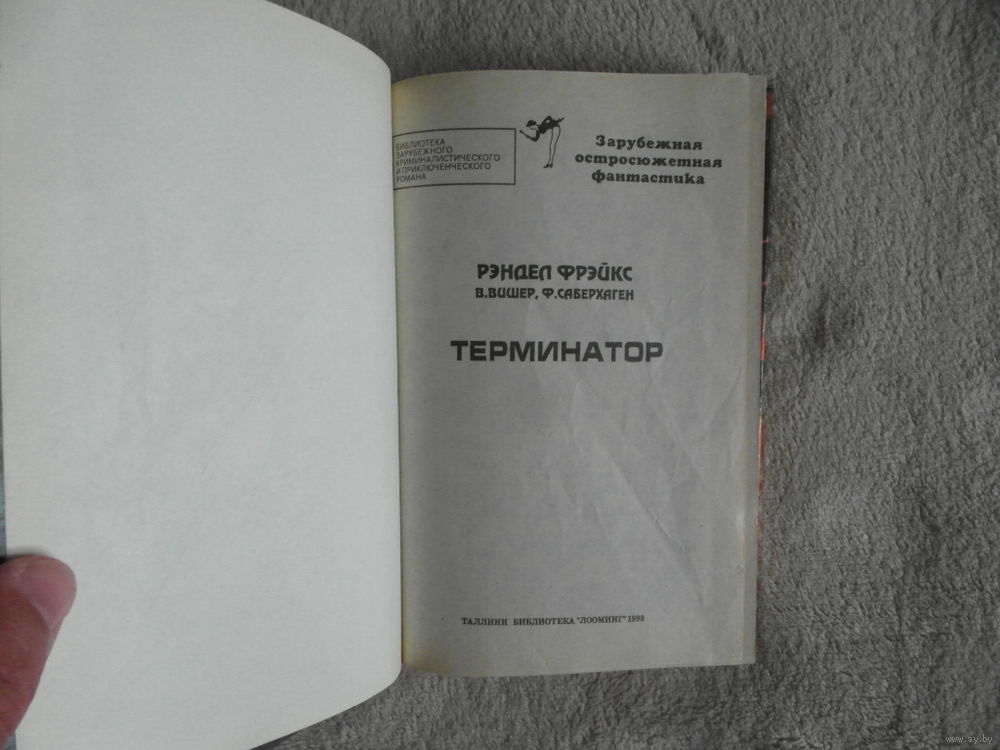 БИБЛИОТЕКА
ЗАРУБЕЖНОГО
КРИМИНАЛИСТИЧЕСКОГО
И ПРИКЛЮЧЕНЧЕСКОГО
РОМАНА
Зарубежная
остросюжетная
фантастика
РЭНДЕЛ ФРЭЙКС
В.ВИШЕР, Ф.САБЕРХАГЕН
ТЕРМИНАТОР
ТАЛЛИНН БИБЛИОТЕКА "ЛООМИНГ" 1993
© www.ay.by